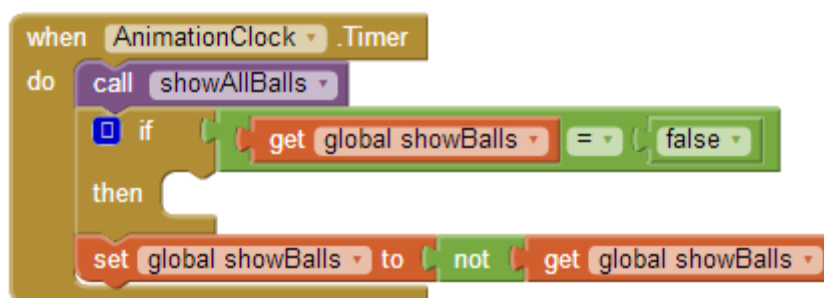 when AnimationClock .Timer
do call showAllBalls
if get global showBalls = false
then
set global showBalls to not get global showBalls